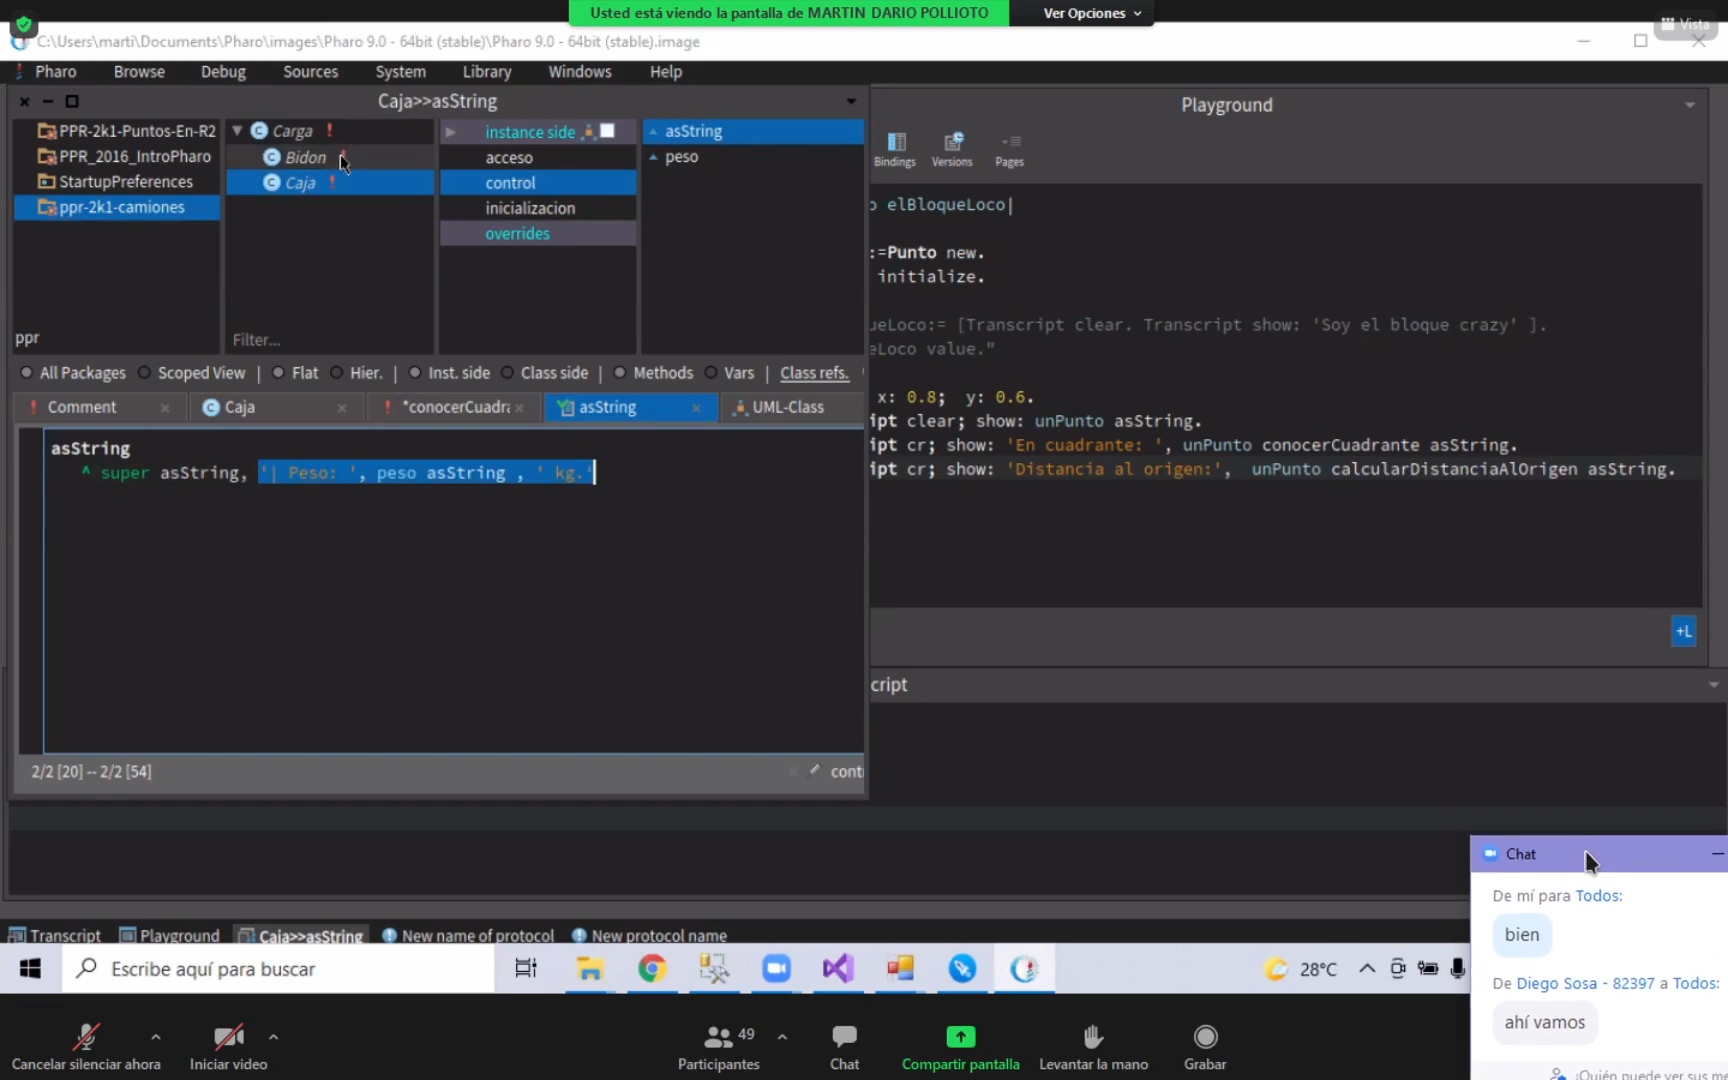 Usted está viendo la pantalla de MARTIN DARIO POLLIOTO
Ver Opciones
Vista
C:\Users\marti\Documents\Pharo\images\Pharo 9.0 - 64bit (stable)\Pharo 9.0 - 64bit (stable).image
Pharo Browse Debug Sources System Library Windows Help
Caja>>asString
PPR-2k1-Puntos-En-R2
PPR_2016_IntroPharo
StartupPreferences
ppr-2k1-camiones
ppr
Carga
Bidon
Caja
Filter...
instance side
acceso
control
inicializacion
overrides
asString
peso
All Packages Scoped View | Flat Hier. | Inst. side Class side | Methods Vars | Class refs.
Comment Caja *conocerCuadra asString UML-Class
asString
^ super asString, '| Peso: ', peso asString , ' kg.'
2/2 [20] -- 2/2 [54]
cont
Playground
Bindings Versions Pages
o elBloqueLoco|
:=Punto new.
initialize.
ueLoco:= [Transcript clear. Transcript show: 'Soy el bloque crazy' ].
eLoco value."
x: 0.8; y: 0.6.
ipt clear; show: unPunto asString.
ipt cr; show: 'En cuadrante: ', unPunto conocerCuadrante asString.
ipt cr; show: 'Distancia al origen:', unPunto calcularDistanciaAlOrigen asString.
+L
cript
Transcript Playground Caja>>asString New name of protocol New protocol name
Escribe aquí para buscar
28°C
Chat
De mí para Todos:
bien
De Diego Sosa - 82397 a Todos:
ahí vamos
¿Quién puede ver sus me
Cancelar silenciar ahora
Iniciar video
49
Participantes
Chat
Compartir pantalla
Levantar la mano
Grabar